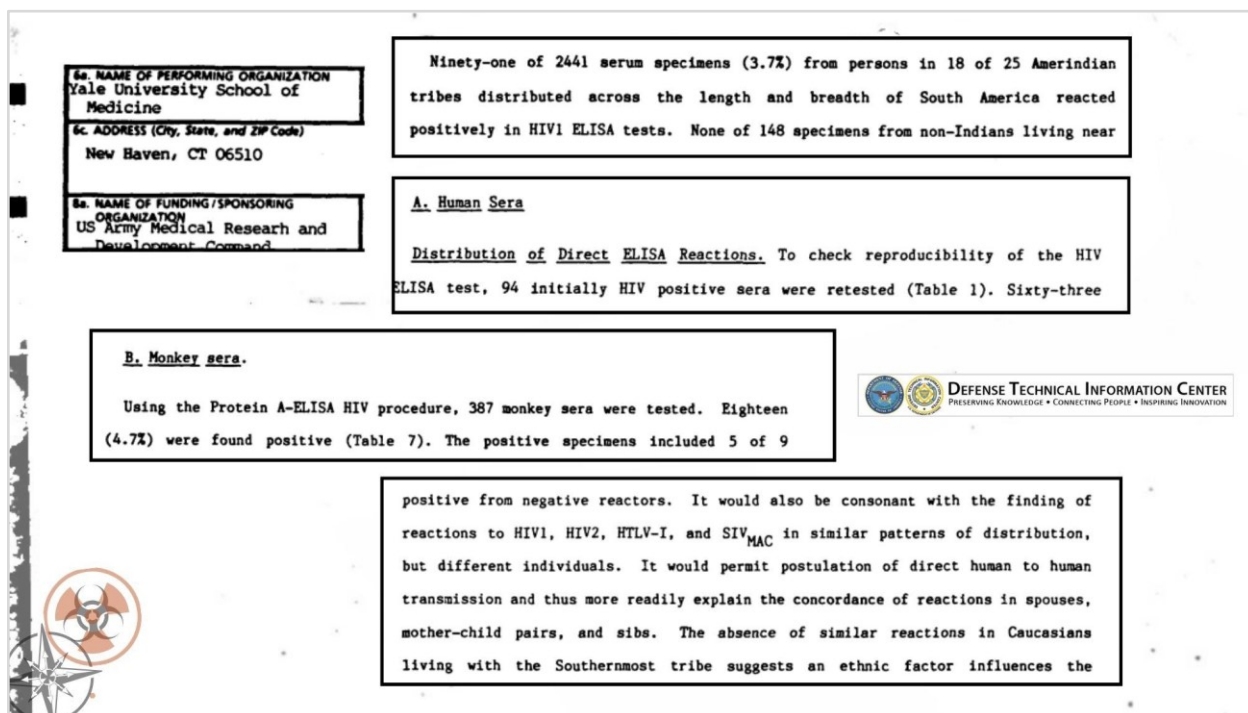 6a. NAME OF PERFORMING ORGANIZATION
Yale University School of
Medicine
6c. ADDRESS (City, State, and ZIP Code)
New Haven, CT 06510
8a. NAME OF FUNDING/SPONSORING
ORGANIZATION
US Army Medical Researh and
Development Command
Ninety-one of 2441 serum specimens (3.7%) from persons in 18 of 25 Amerindian
tribes distributed across the length and breadth of South America reacted
positively in HIV1 ELISA tests. None of 148 specimens from non-Indians living near
A. Human Sera
Distribution of Direct ELISA Reactions. To check reproducibility of the HIV
ELISA test, 94 initially HIV positive sera were retested (Table 1). Sixty-three
B. Monkey sera.
Using the Protein A-ELISA HIV procedure, 387 monkey sera were tested. Eighteen
(4.7%) were found positive (Table 7). The positive specimens included 5 of 9
DEFENSE TECHNICAL INFORMATION CENTER
PRESERVING KNOWLEDGE • CONNECTING PEOPLE • INSPIRING INNOVATION
positive from negative reactors. It would also be consonant with the finding of
reactions to HIV1, HIV2, HTLV-I, and SIVMAC in similar patterns of distribution,
but different individuals. It would permit postulation of direct human to human
transmission and thus more readily explain the concordance of reactions in spouses,
mother-child pairs, and sibs. The absence of similar reactions in Caucasians
living with the Southernmost tribe suggests an ethnic factor influences the